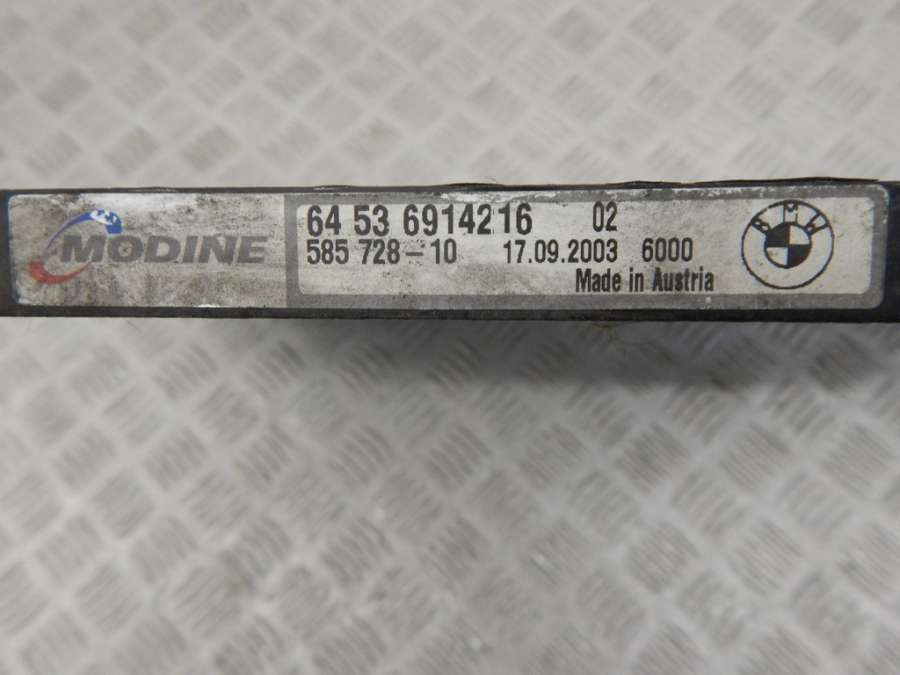 MODINE
64 53 6914216 02
585 728-10 17.09.2003 6000
Made in Austria
BMW